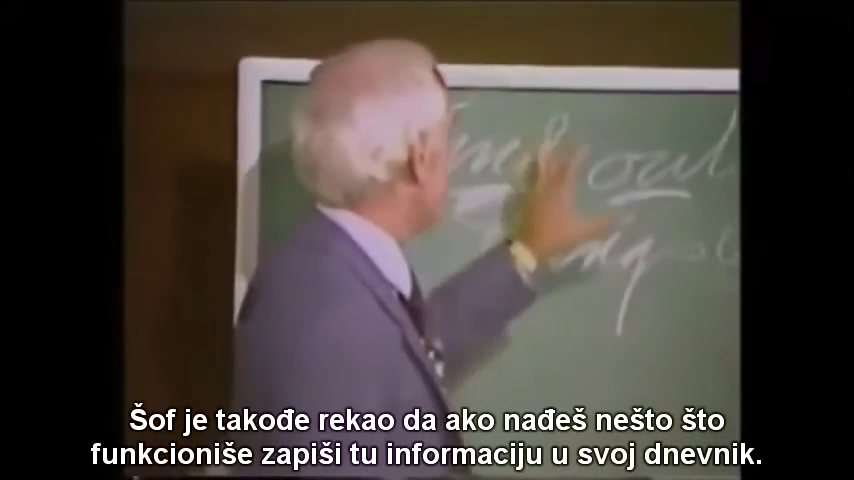 Šof je takođe rekao da ako nađeš nešto što
funkcioniše zapiši tu informaciju u svoj dnevnik.